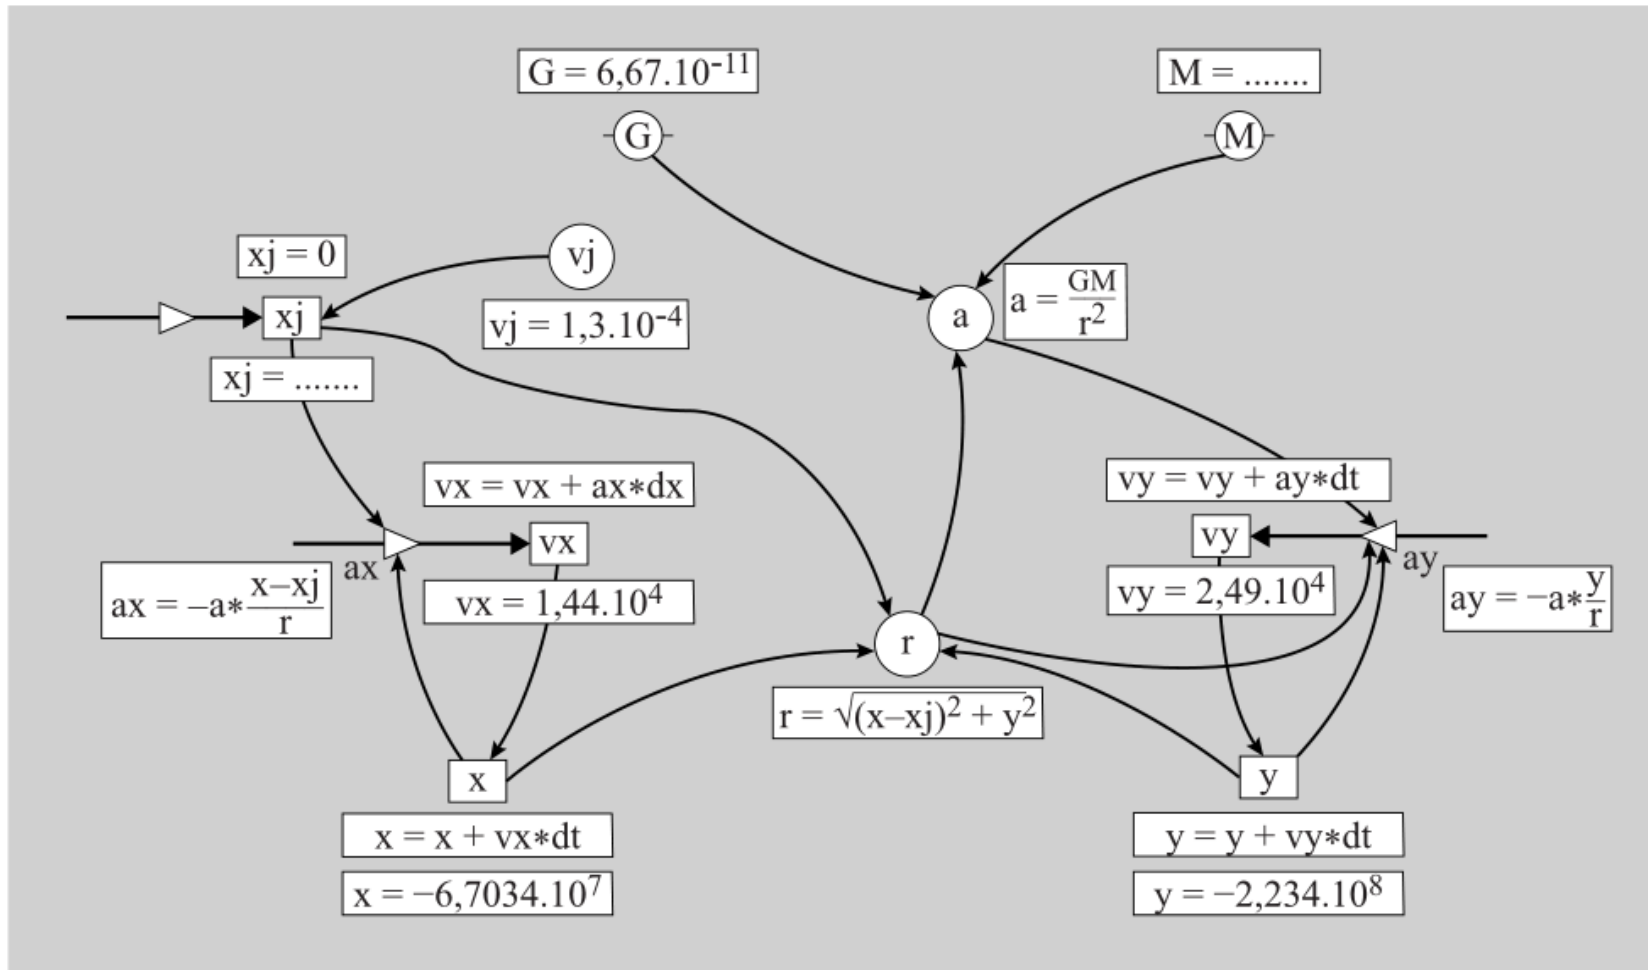 G = 6,67.10⁻¹¹
M = .......
G
M
xj = 0
vj
xj
vj = 1,3.10⁻⁴
a
a = GM/r²
xj = .......
vx = vx + ax*dx
vy = vy + ay*dt
vx
ax
vy
ay
ax = −a*(x–xj)/r
vx = 1,44.10⁴
vy = 2,49.10⁴
ay = −a*y/r
r
r = √(x–xj)² + y²
x
y
x = x + vx*dt
y = y + vy*dt
x = −6,7034.10⁷
y = −2,234.10⁸